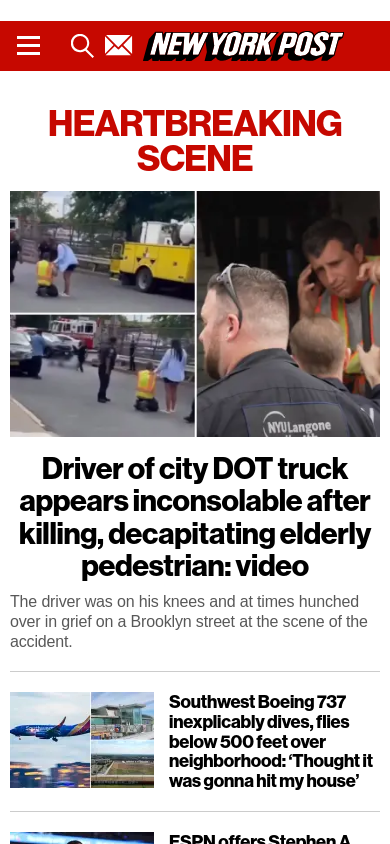 NEW YORK POST
HEARTBREAKING
SCENE
NYU Langone
Driver of city DOT truck
appears inconsolable after
killing, decapitating elderly
pedestrian: video
The driver was on his knees and at times hunched
over in grief on a Brooklyn street at the scene of the
accident.
Southwest Boeing 737
inexplicably dives, flies
below 500 feet over
neighborhood: ‘Thought it
was gonna hit my house’
ESPN offers Stephen A.